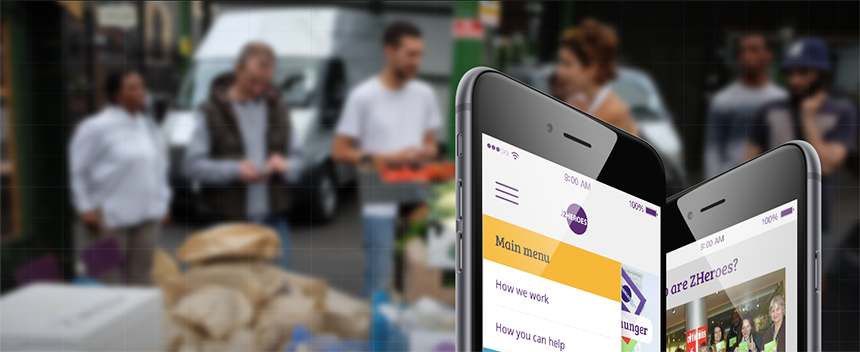 9:00 AM
100%
ZHEROES
Main menu
How we work
How you can help
hunger
9:00 AM
100%
o are ZHeroes?